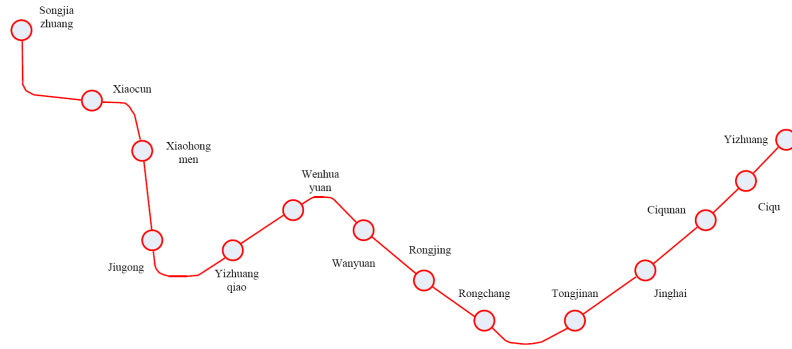 Songjia
zhuang
Xiaocun
Xiaohong
men
Jiugong
Yizhuang
qiao
Wenhua
yuan
Wanyuan
Rongjing
Rongchang
Tongjinan
Jinghai
Ciqunan
Ciqu
Yizhuang